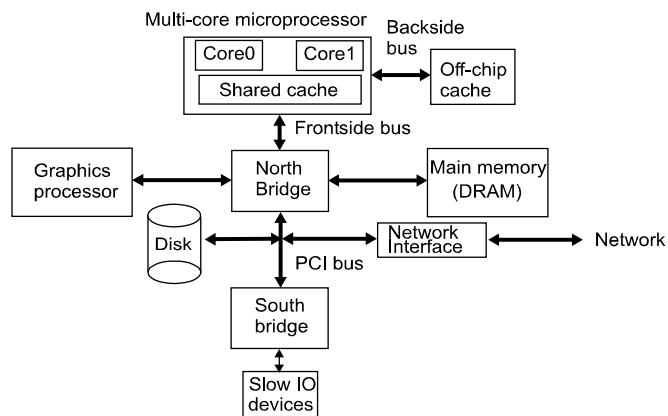 Multi-core microprocessor
Core0
Core1
Shared cache
Backside
bus
Off-chip
cache
Frontside bus
Graphics
processor
North
Bridge
Main memory
(DRAM)
Disk
PCI bus
Network
Interface
Network
South
bridge
Slow IO
devices